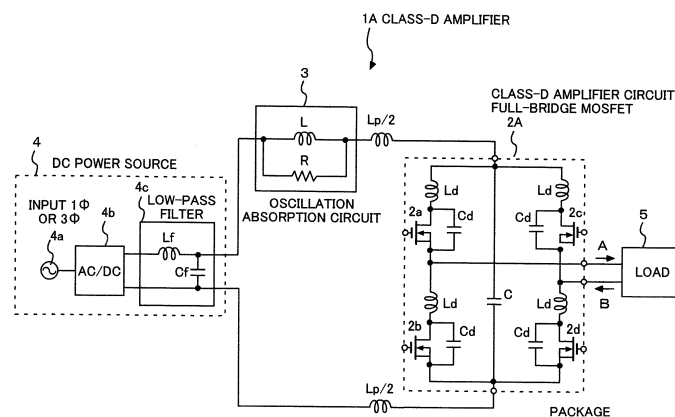 1A CLASS-D AMPLIFIER
3
L
R
Lp/2
OSCILLATION
ABSORPTION CIRCUIT
CLASS-D AMPLIFIER CIRCUIT
FULL-BRIDGE MOSFET
2A
4
DC POWER SOURCE
INPUT 1Φ
OR 3Φ
4a
4b
AC/DC
4c
LOW-PASS
FILTER
Lf
Cf
Ld
Ld
2a
Cd
Cd
2c
A
B
5
LOAD
C
Ld
Ld
2b
Cd
Cd
2d
Lp/2
PACKAGE